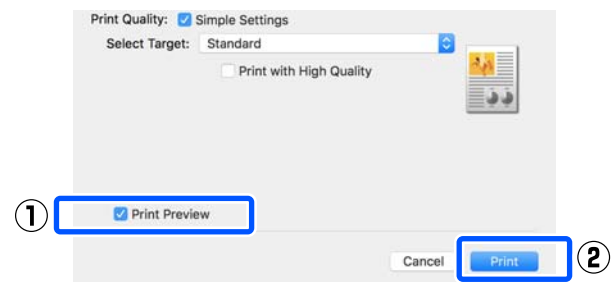 Print Quality: Simple Settings
Select Target: Standard
Print with High Quality
① Print Preview
Cancel Print ②